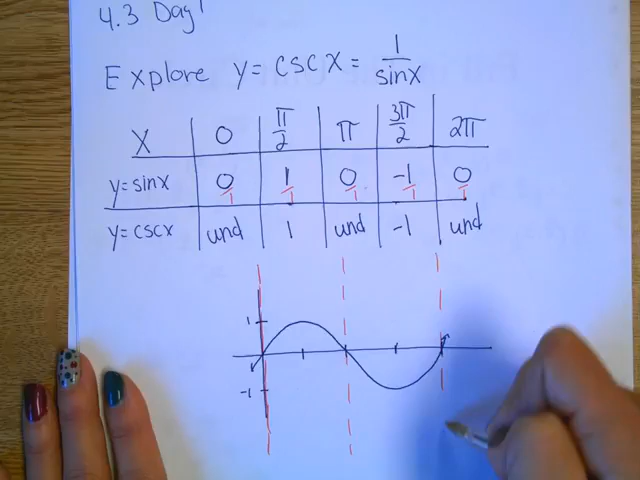 4.3 Day 1
Explore y = csc x = 1/sinx
X 0 π/2 π 3π/2 2π
y=sinx 0/1 1/1 0/1 -1/1 0/1
y=cscx und 1 und -1 und
1
-1